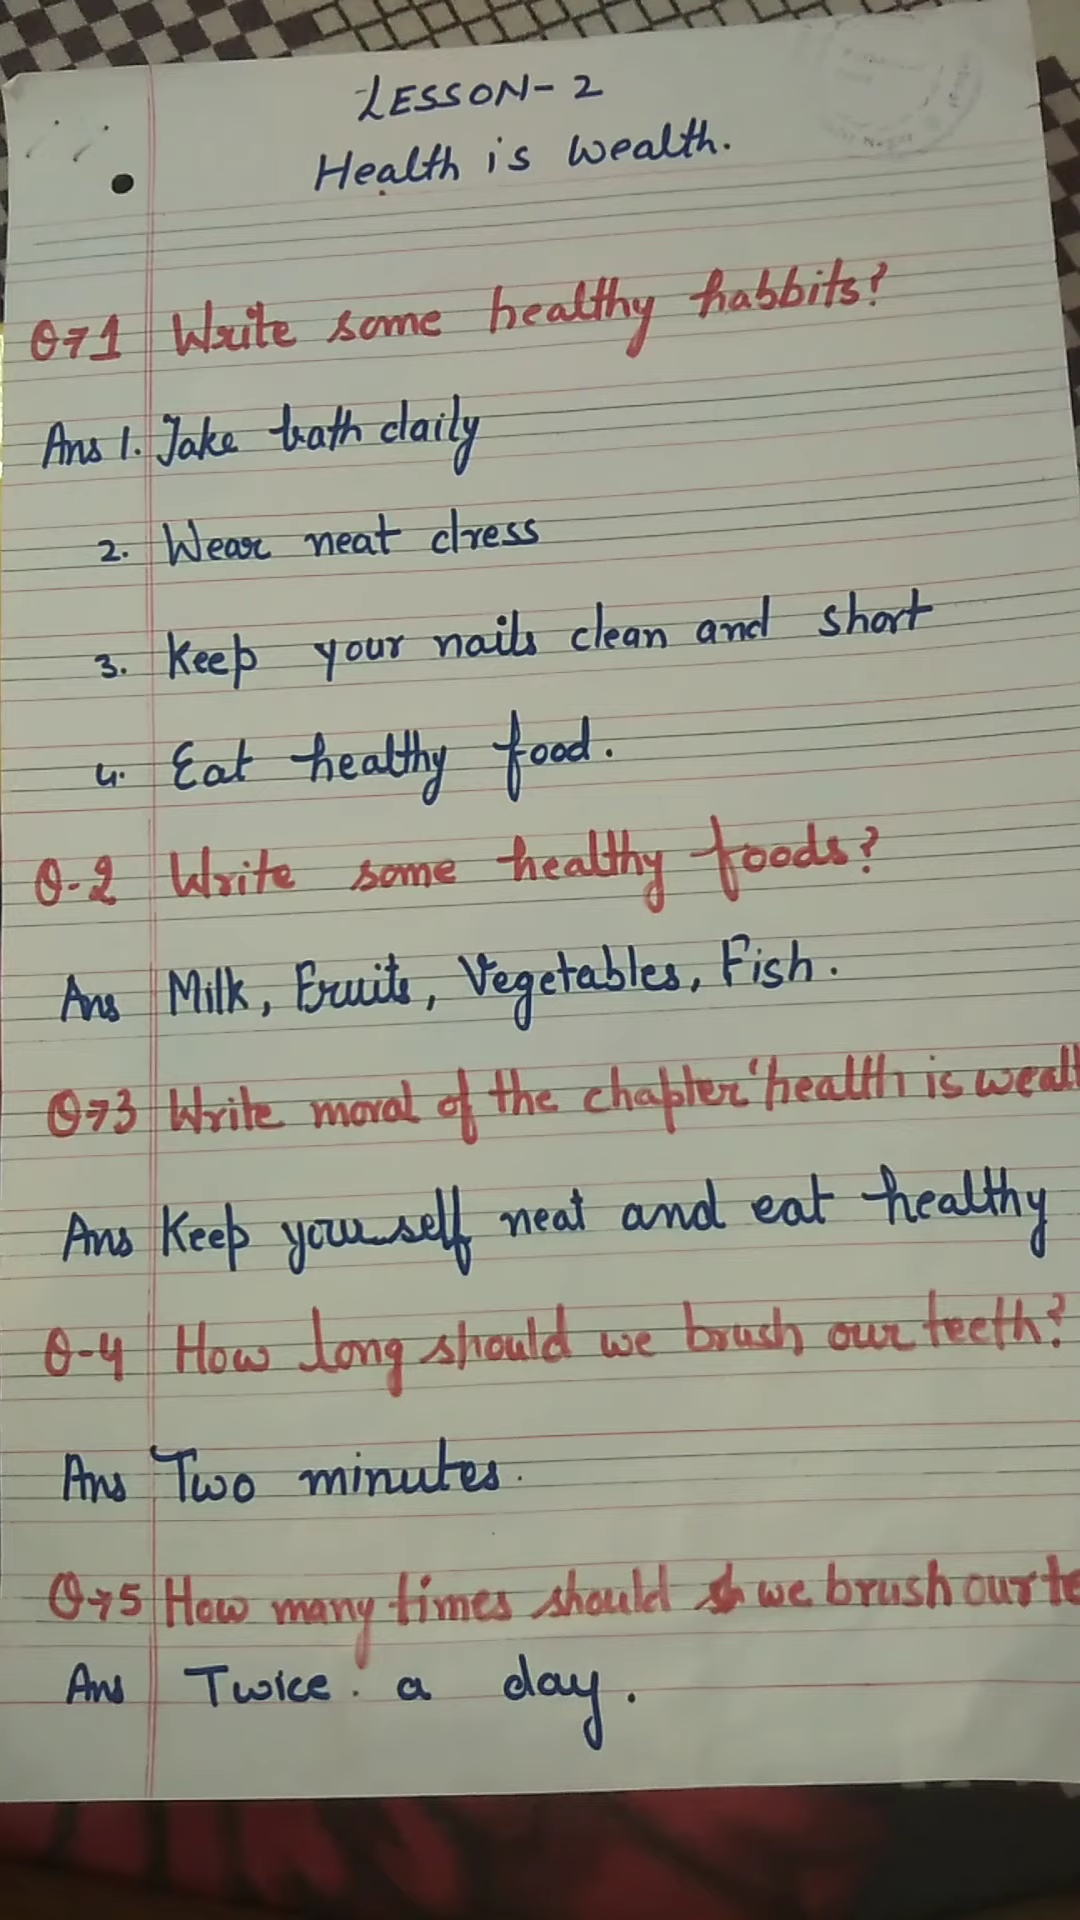 LESSON-2
Health is wealth.
Q→1 Write some healthy habbits?
Ans 1. Take bath daily
2. Wear neat dress
3. Keep your nails clean and short
4. Eat healthy food.
Q-2 Write some healthy foods?
Ans Milk, Fruits, Vegetables, Fish.
Q→3 Write moral of the chapter "health is wealt
Ans Keep yourself neat and eat healthy
Q-4 How long should we brush our teeth?
Ans Two minutes.
Q→5 How many times should we brush our te
Ans Twice. a day.